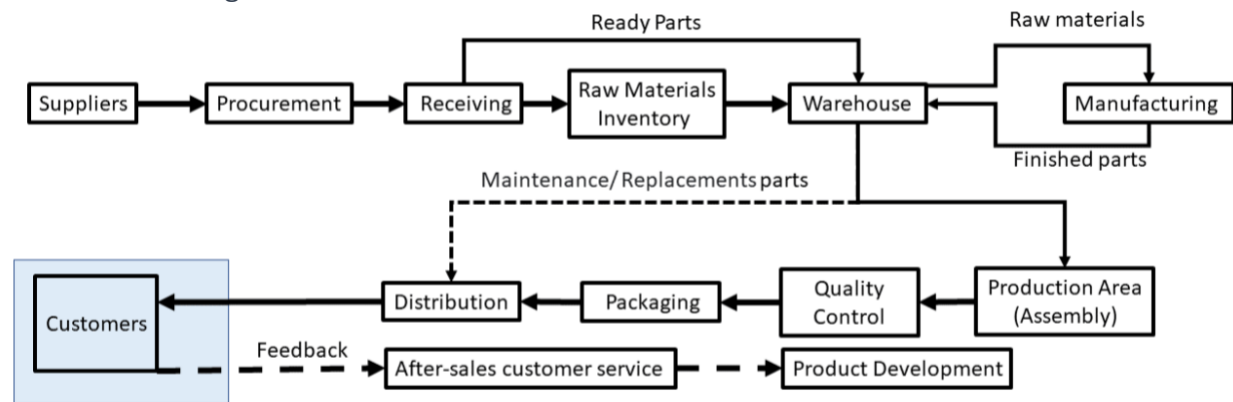 Ready Parts
Raw materials
Suppliers
Procurement
Receiving
Raw Materials
Inventory
Warehouse
Manufacturing
Finished parts
Maintenance/ Replacements parts
Customers
Distribution
Packaging
Quality
Control
Production Area
(Assembly)
Feedback
After-sales customer service
Product Development